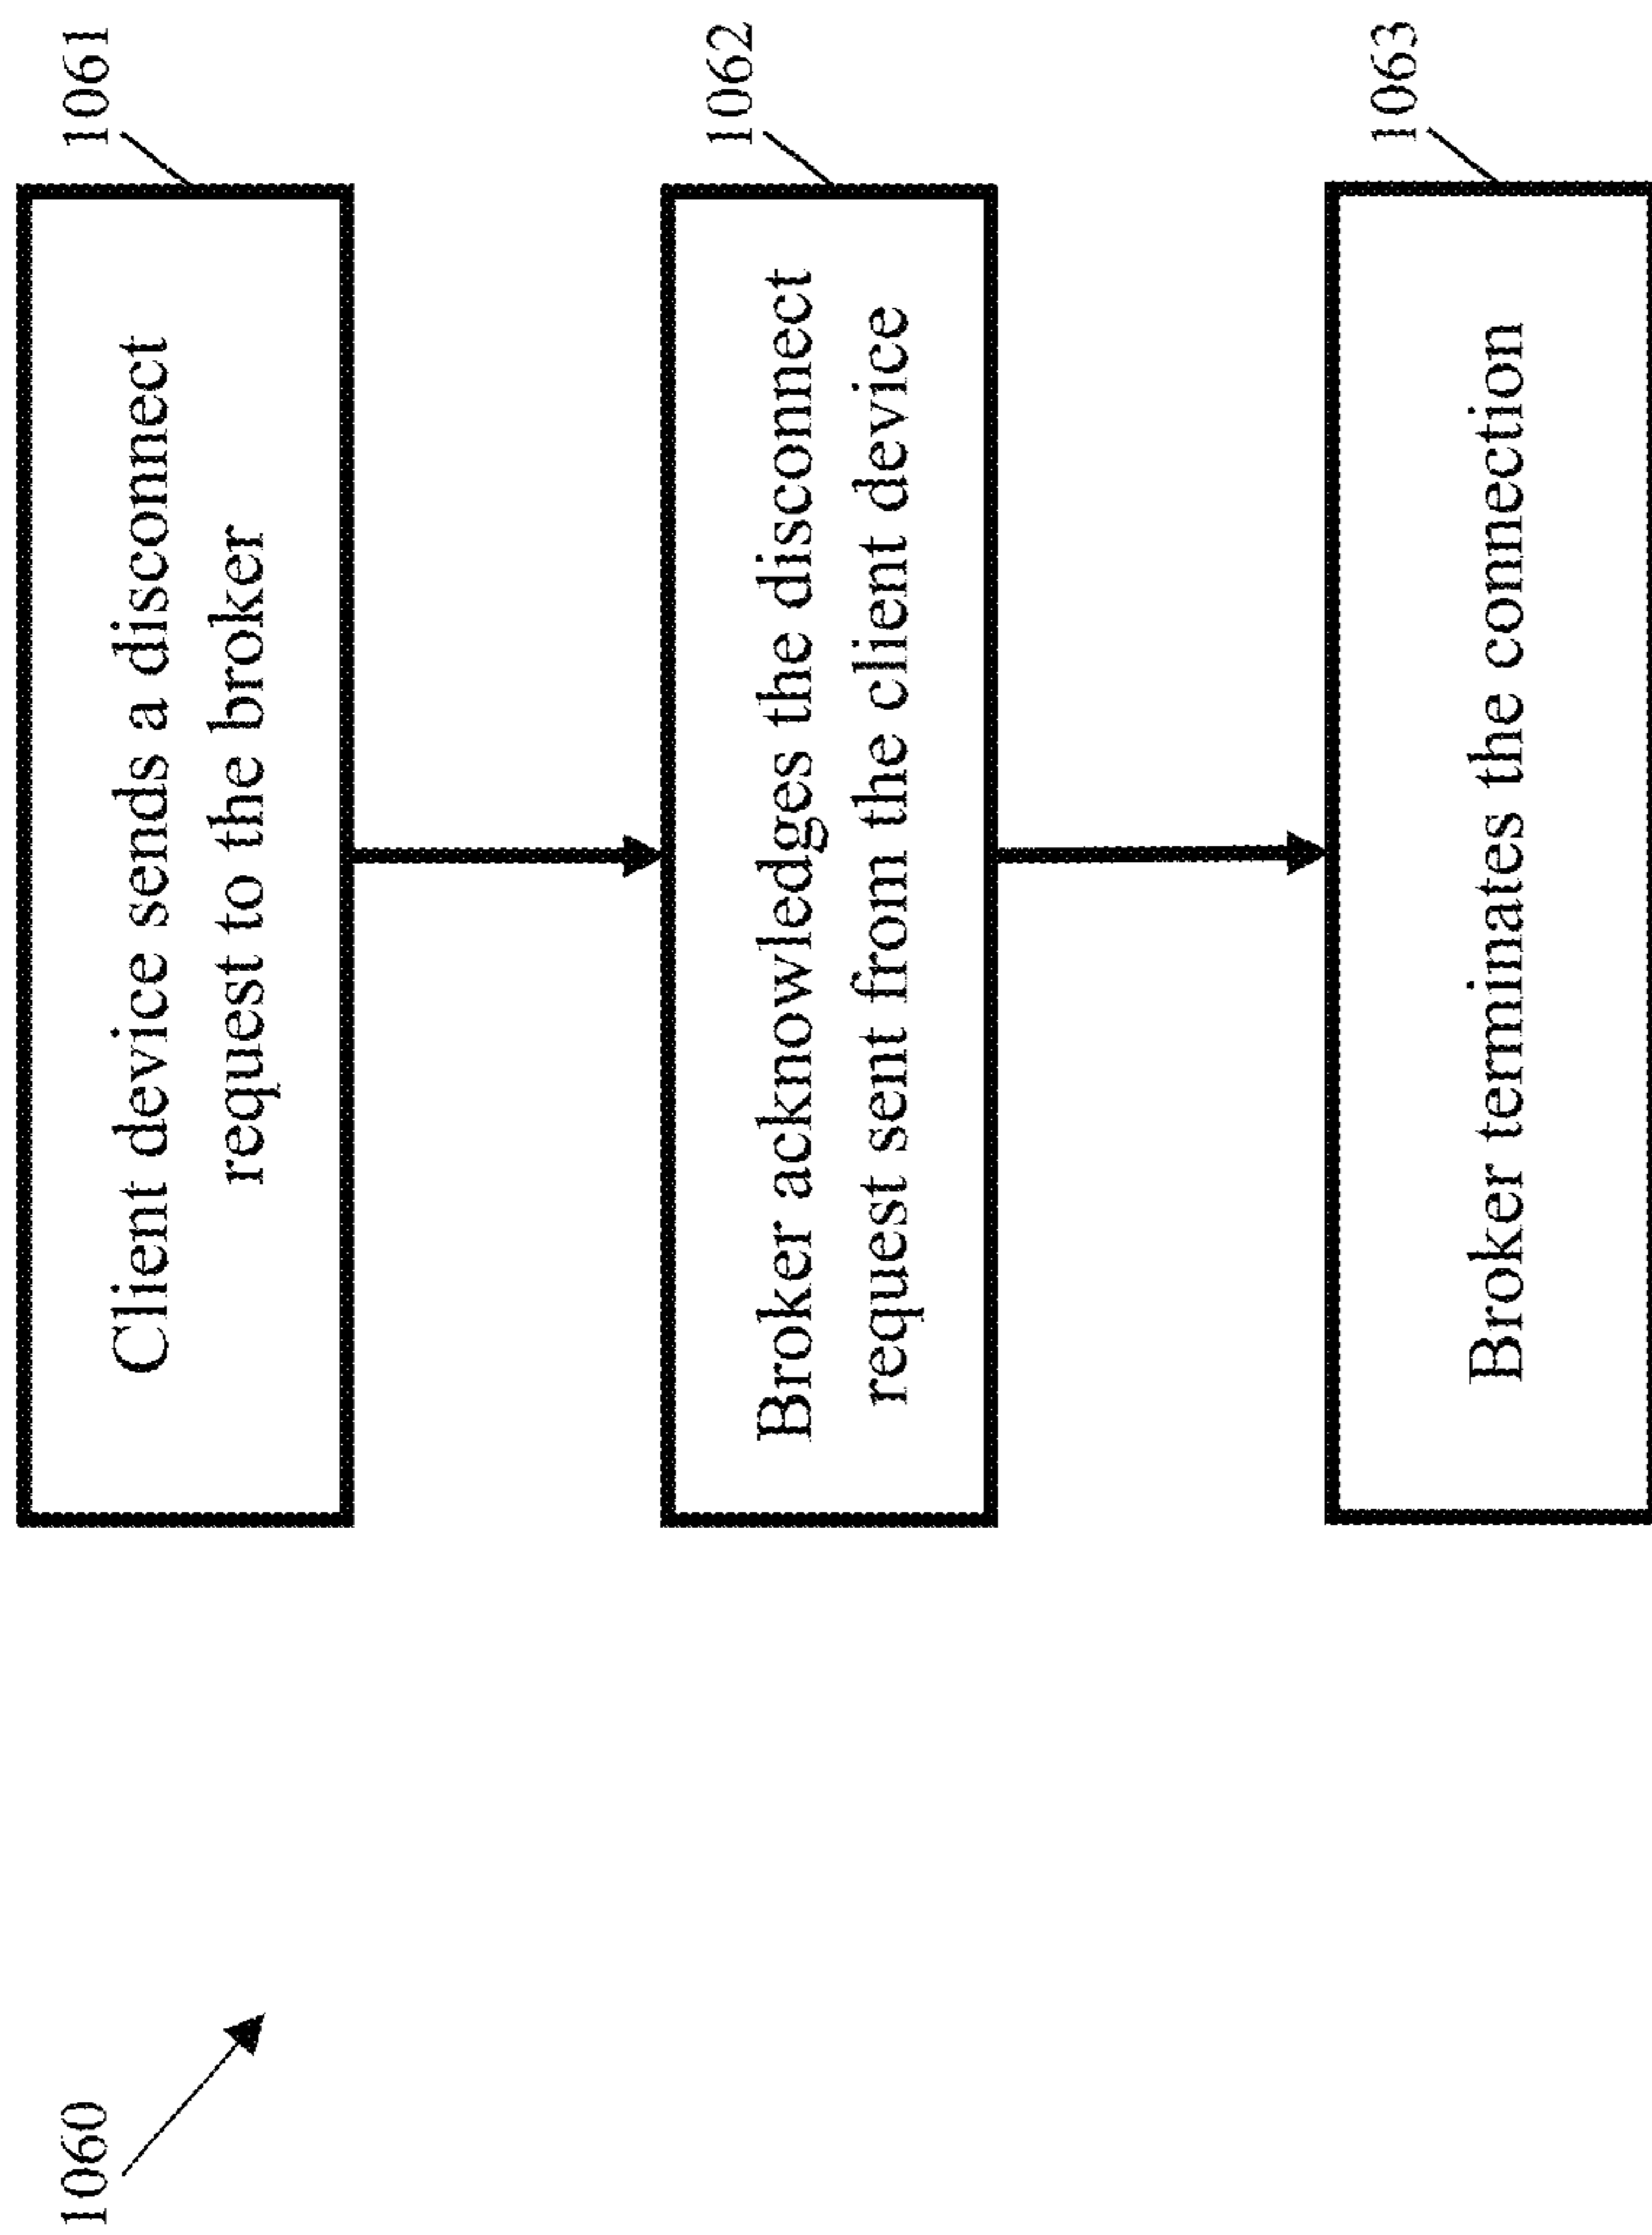 1060
1061
Client device sends a disconnect
request to the broker
1062
Broker acknowledges the disconnect
request sent from the client device
1063
Broker terminates the connection